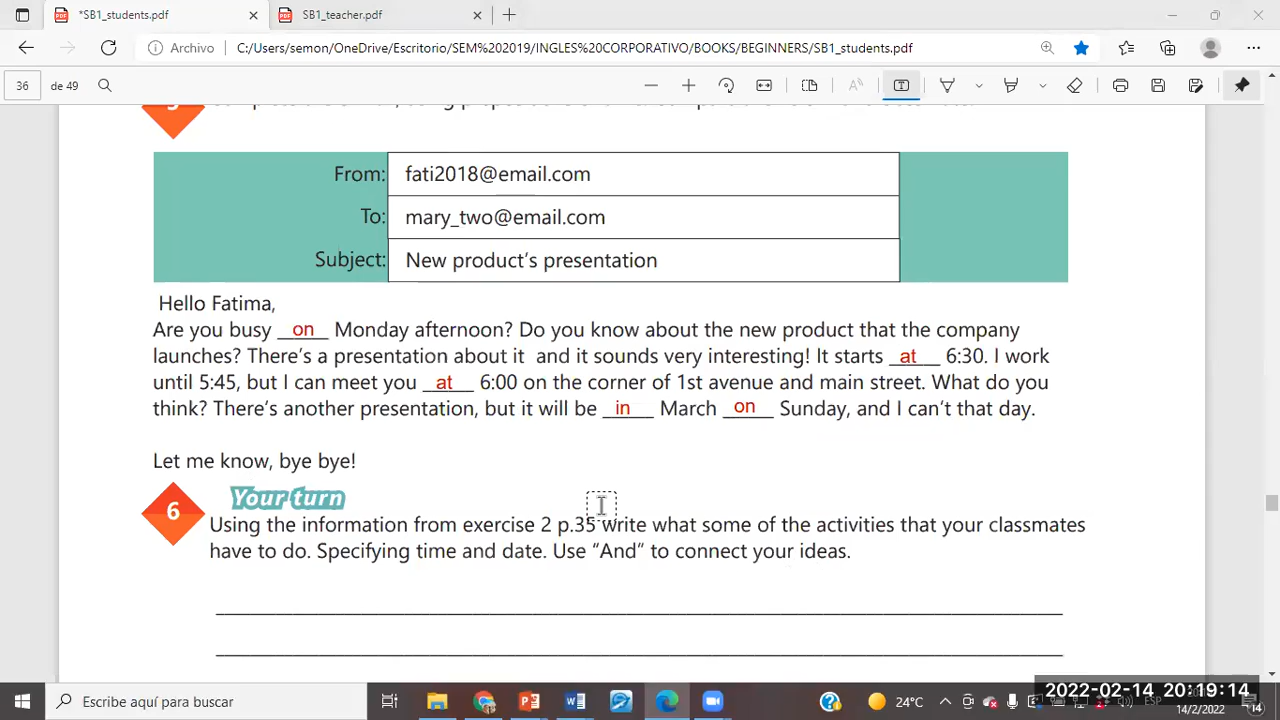 *SB1_students.pdf
SB1_teacher.pdf
Archivo
C:/Users/semon/OneDrive/Escritorio/SEM%202019/INGLES%20CORPORATIVO/BOOKS/BEGINNERS/SB1_students.pdf
36 de 49
From: fati2018@email.com
To: mary_two@email.com
Subject: New product's presentation
Hello Fatima,
Are you busy __on__ Monday afternoon? Do you know about the new product that the company
launches? There's a presentation about it and it sounds very interesting! It starts __at__ 6:30. I work
until 5:45, but I can meet you __at__ 6:00 on the corner of 1st avenue and main street. What do you
think? There's another presentation, but it will be __in__ March __on__ Sunday, and I can't that day.
Let me know, bye bye!
6 Your turn
Using the information from exercise 2 p.35 write what some of the activities that your classmates
have to do. Specifying time and date. Use "And" to connect your ideas.
Escribe aquí para buscar
24°C
ESP
2022-02-14 20:19:14
14/2/2022
14